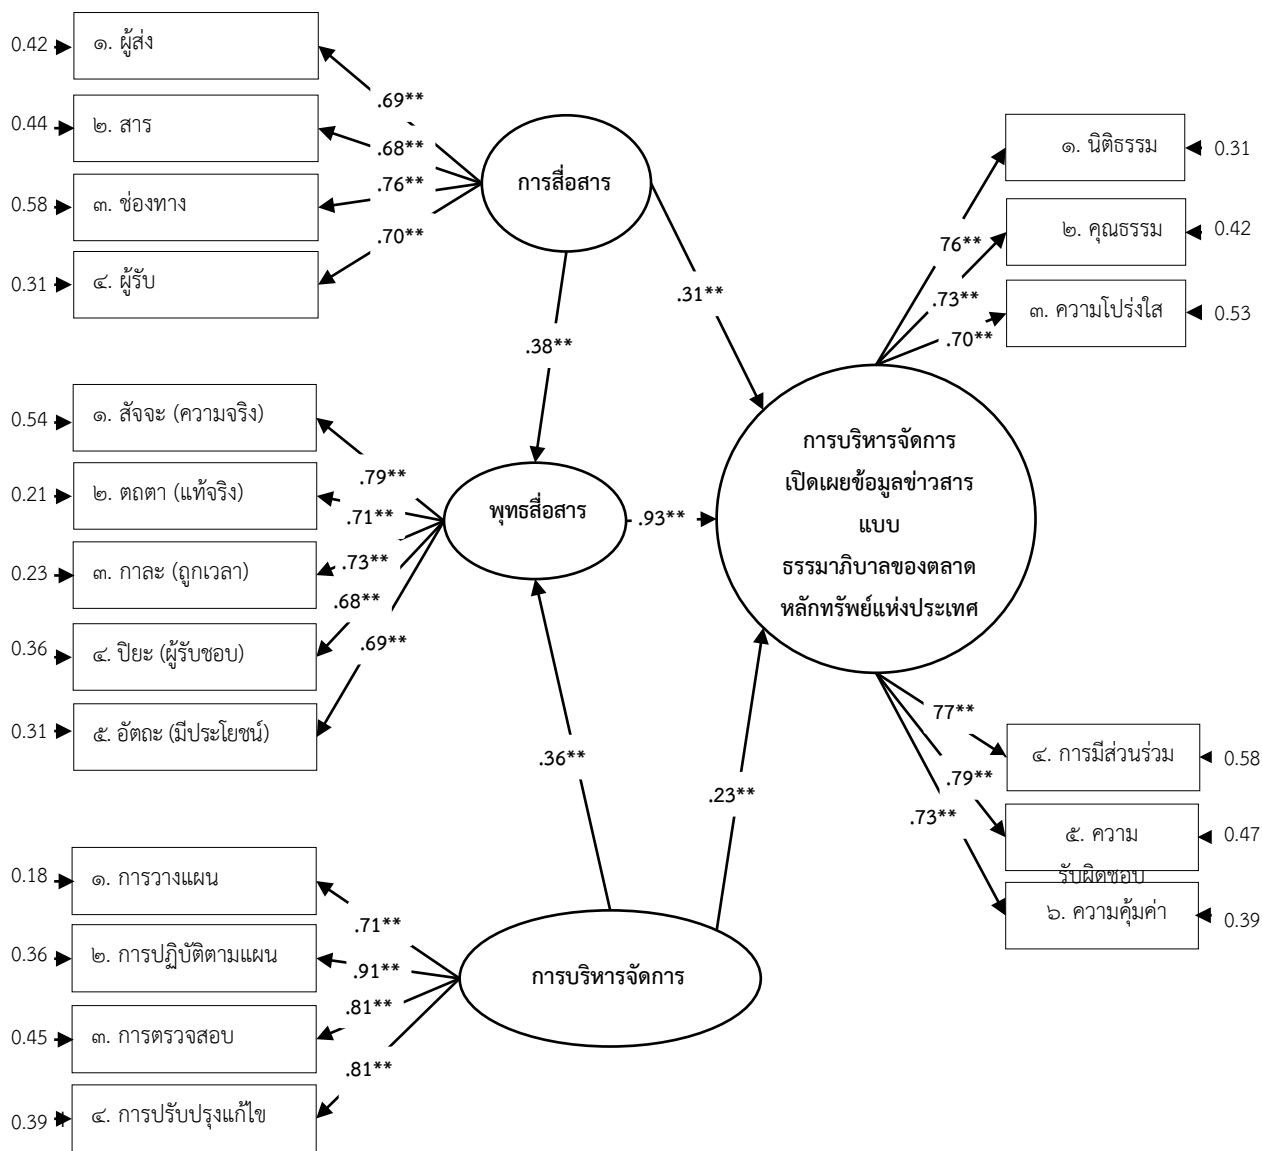 0.42
๑. ผู้ส่ง
.69**
0.44
๒. สาร
.68**
0.58
๓. ช่องทาง
.76**
0.31
๔. ผู้รับ
.70**
การสื่อสาร
.38**
.31**
๑. นิติธรรม
0.31
76**
๒. คุณธรรม
0.42
.73**
๓. ความโปร่งใส
0.53
.70**
0.54
๑. สัจจะ (ความจริง)
.79**
0.21
๒. ตถตา (แท้จริง)
.71**
0.23
๓. กาละ (ถูกเวลา)
.73**
0.36
๔. ปิยะ (ผู้รับชอบ)
.68**
0.31
๕. อัตถะ (มีประโยชน์)
.69**
พุทธสื่อสาร
.93**
การบริหารจัดการ
เปิดเผยข้อมูลข่าวสาร
แบบ
ธรรมาภิบาลของตลาด
หลักทรัพย์แห่งประเทศ
.36**
.23**
77**
๔. การมีส่วนร่วม
0.58
.79**
๕. ความ
รับผิดชอบ
0.47
.73**
๖. ความคุ้มค่า
0.39
0.18
๑. การวางแผน
.71**
0.36
๒. การปฏิบัติตามแผน
.91**
0.45
๓. การตรวจสอบ
.81**
0.39
๔. การปรับปรุงแก้ไข
.81**
การบริหารจัดการ